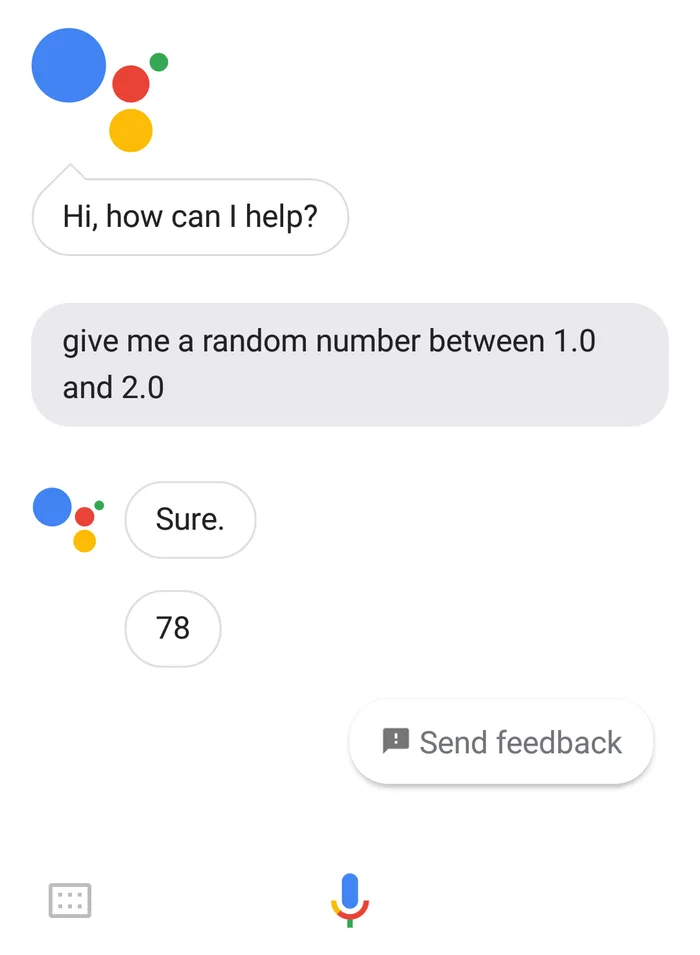 Hi, how can I help?
give me a random number between 1.0
and 2.0
Sure.
78
Send feedback